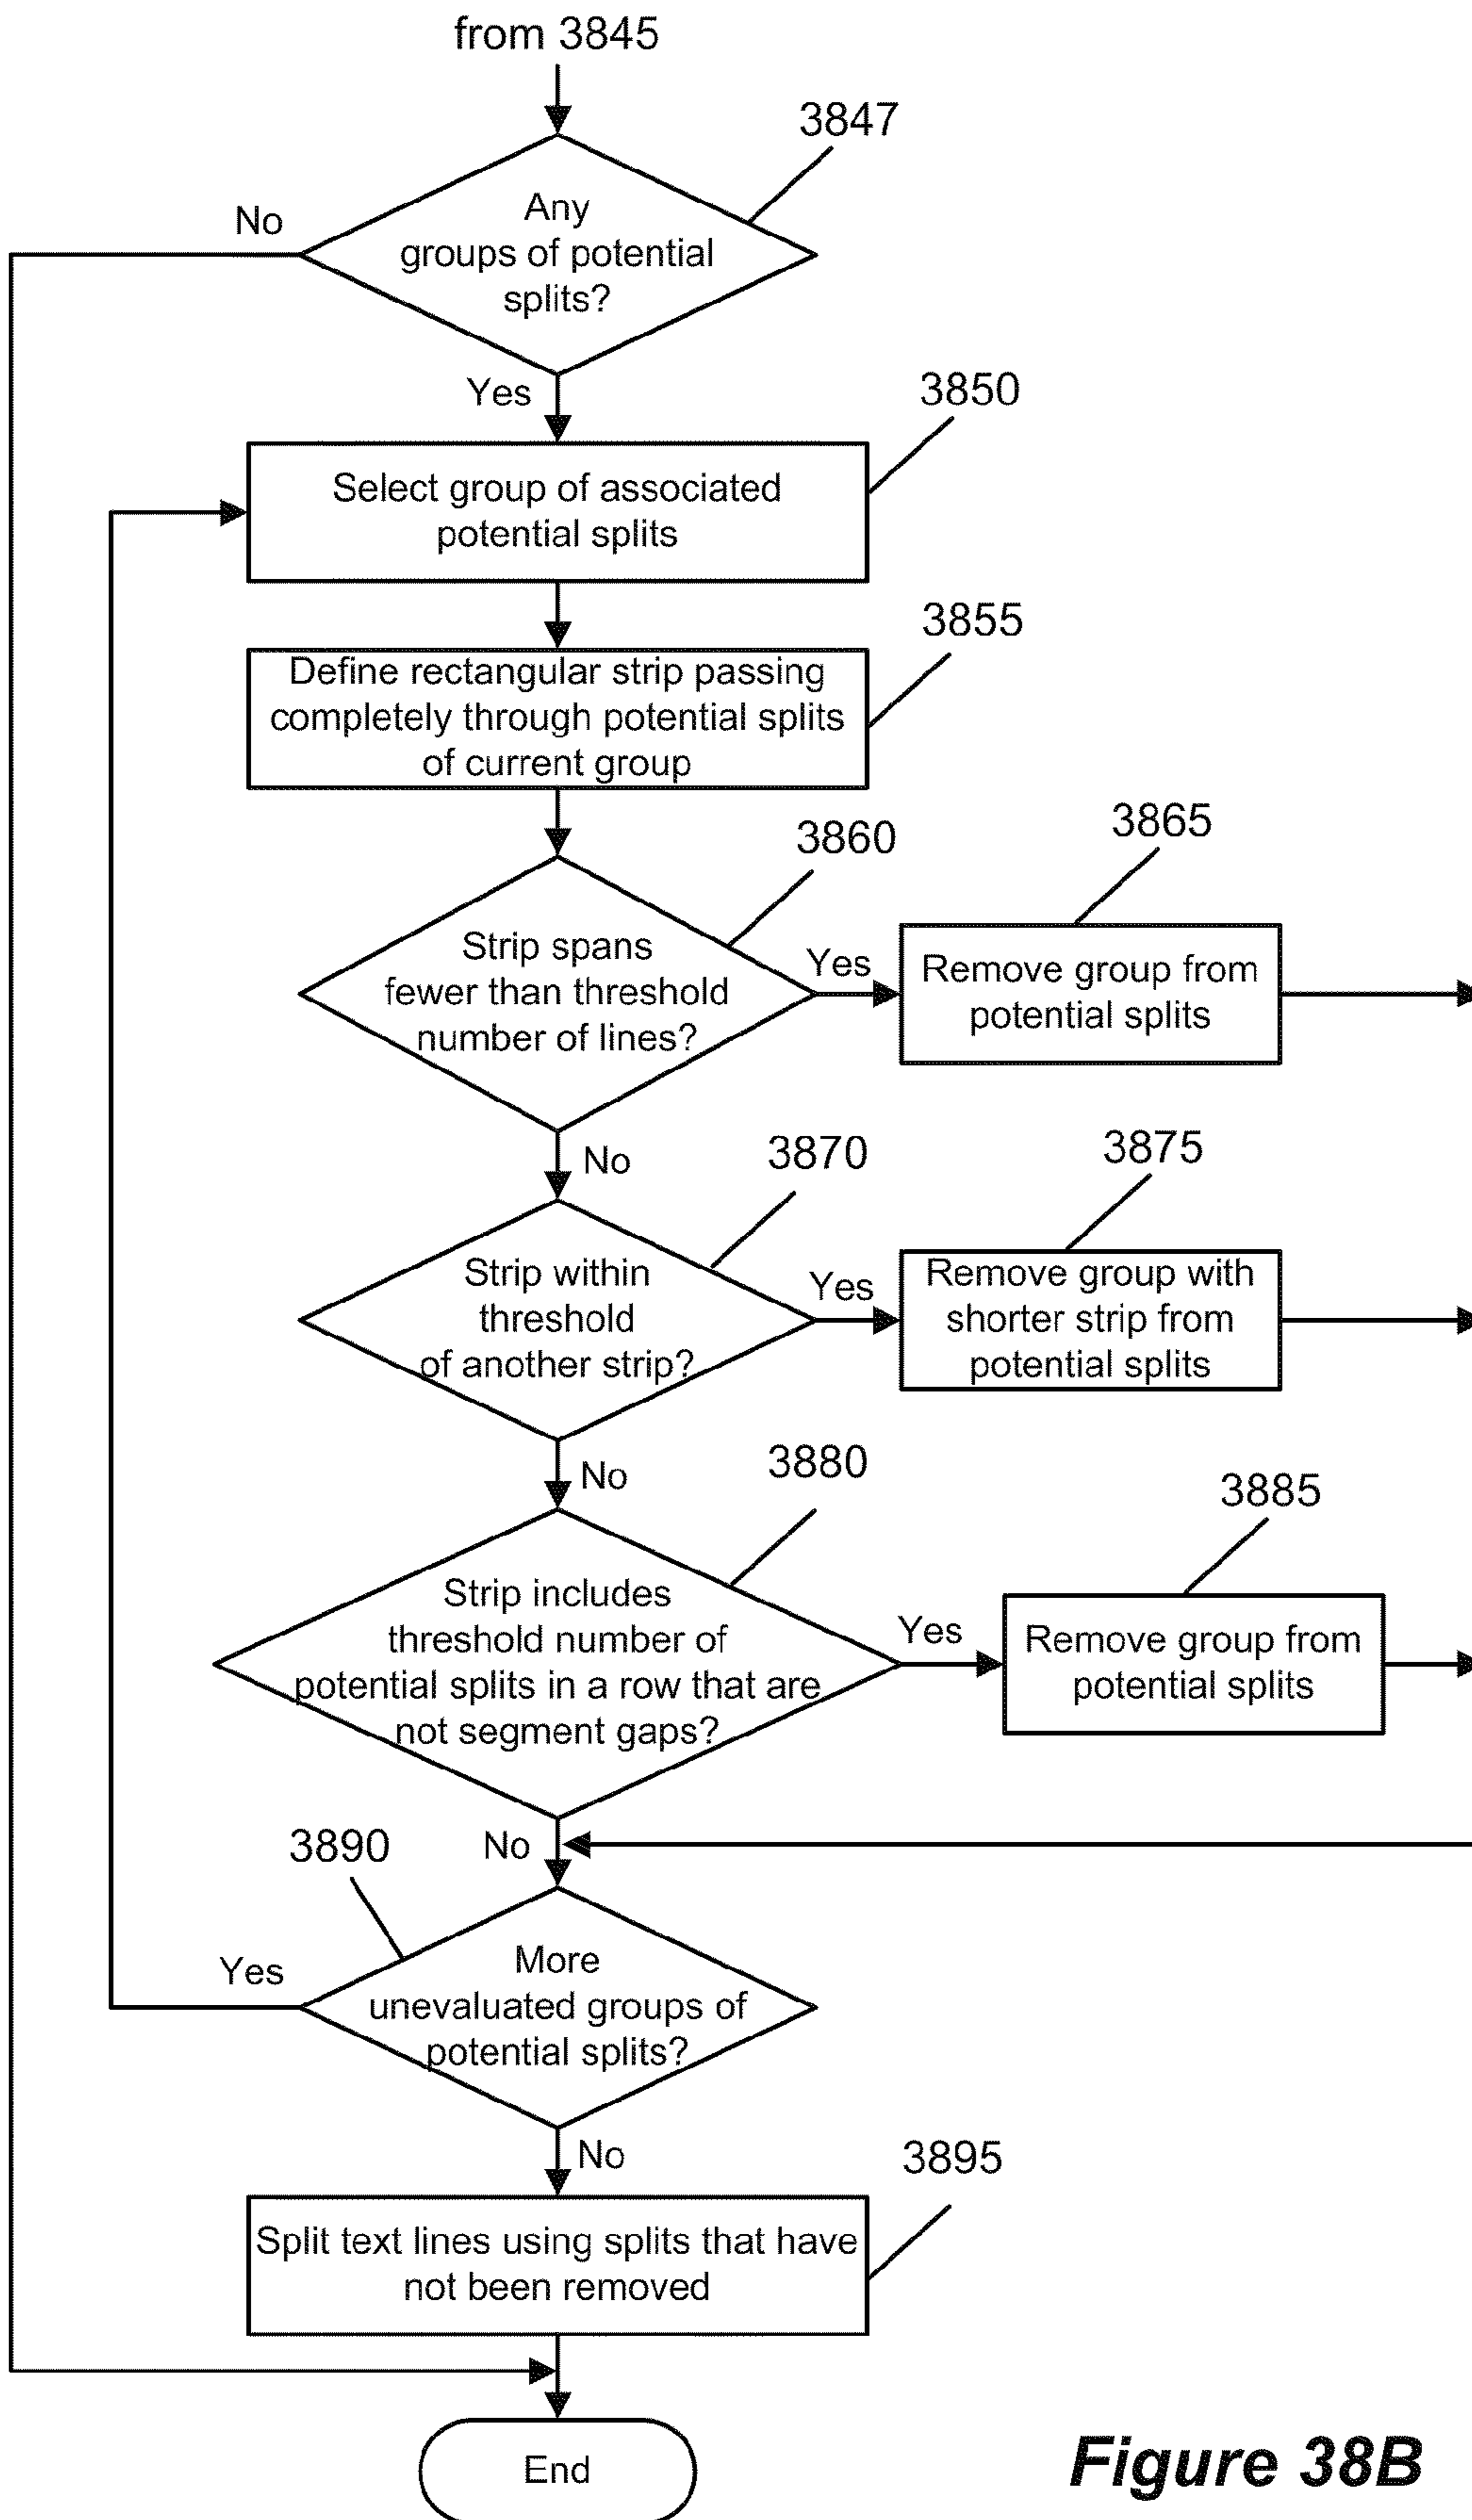 from 3845
3847
No
Any
groups of potential
splits?
Yes
3850
Select group of associated
potential splits
3855
Define rectangular strip passing
completely through potential splits
of current group
3860
3865
Strip spans
fewer than threshold
number of lines?
Yes
Remove group from
potential splits
No
3870
3875
Strip within
threshold
of another strip?
Yes
Remove group with
shorter strip from
potential splits
No
3880
3885
Strip includes
threshold number of
potential splits in a row that are
not segment gaps?
Yes
Remove group from
potential splits
No
3890
Yes
More
unevaluated groups of
potential splits?
No
3895
Split text lines using splits that have
not been removed
End
Figure 38B